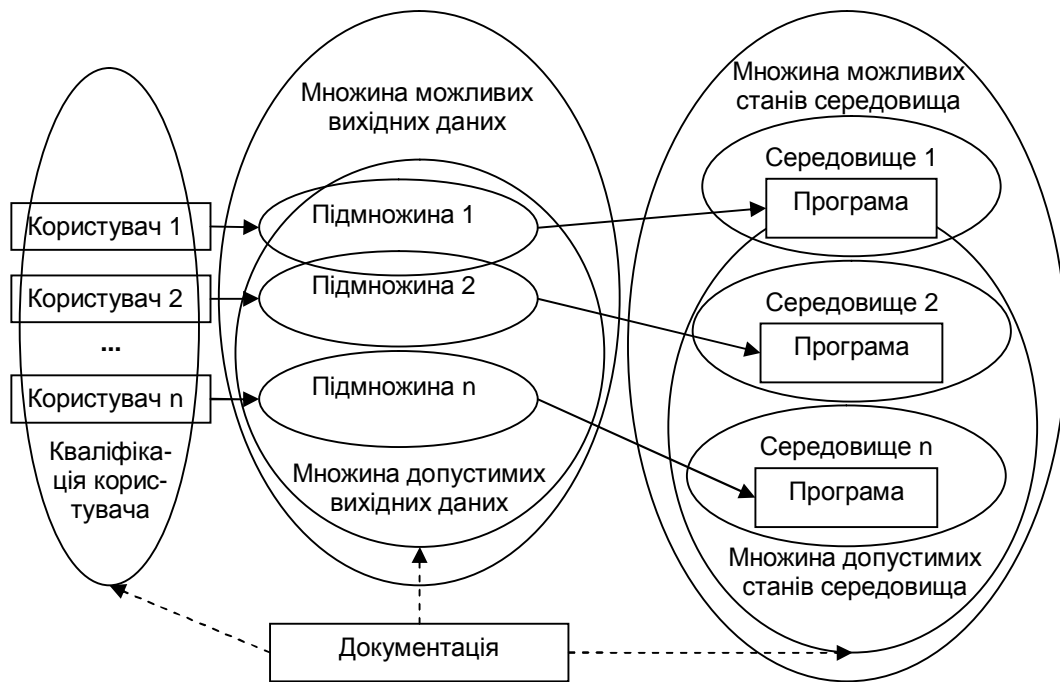 Множина можливих
вихідних даних
Множина можливих
станів середовища
Середовище 1
Програма
Користувач 1
Підмножина 1
Користувач 2
Підмножина 2
Середовище 2
Програма
...
Користувач n
Підмножина n
Середовище n
Програма
Кваліфіка-
ція корис-
тувача
Множина допустимих
вихідних даних
Множина допустимих
станів середовища
Документація